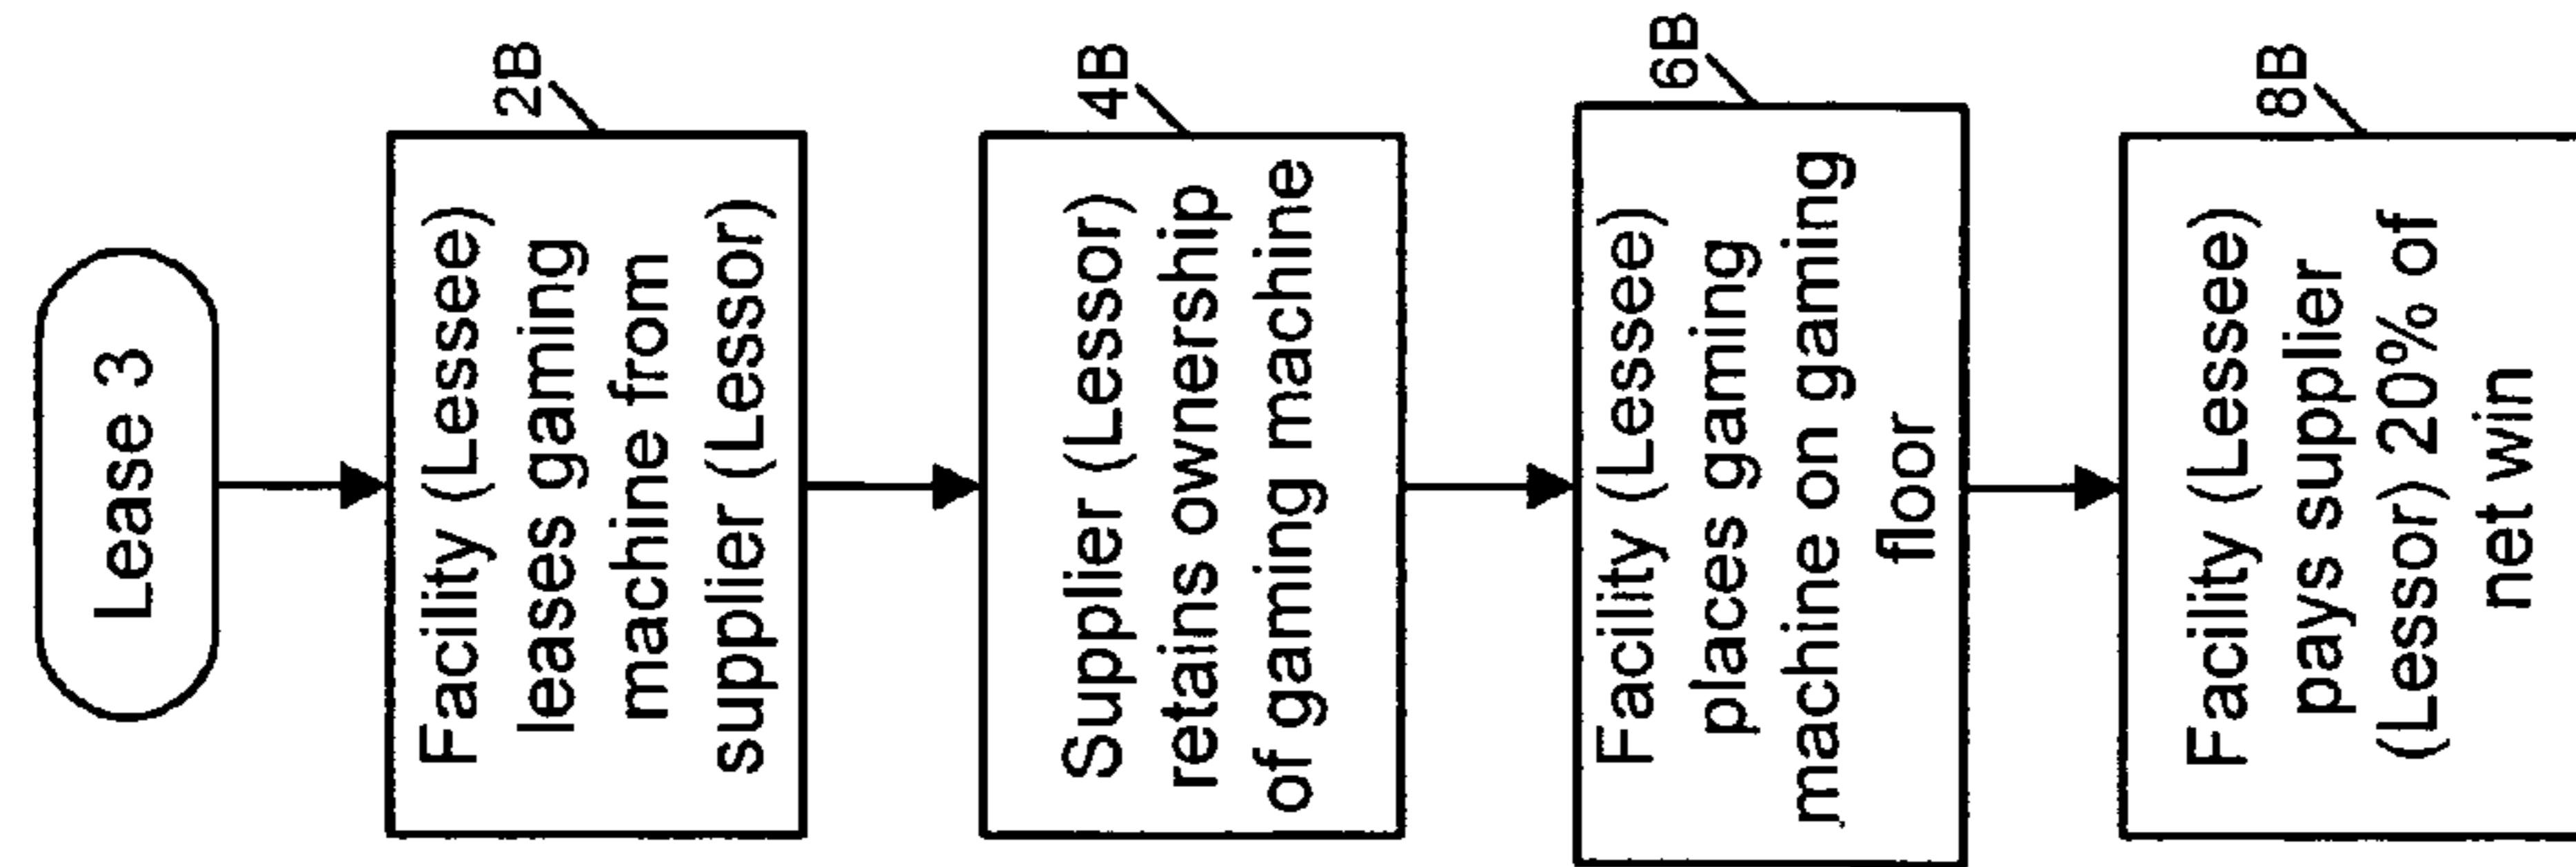 Lease 3
2B
Facility (Lessee)
leases gaming
machine from
supplier (Lessor)
4B
Supplier (Lessor)
retains ownership
of gaming machine
6B
Facility (Lessee)
places gaming
machine on gaming
floor
8B
Facility (Lessee)
pays supplier
(Lessor) 20% of
net win